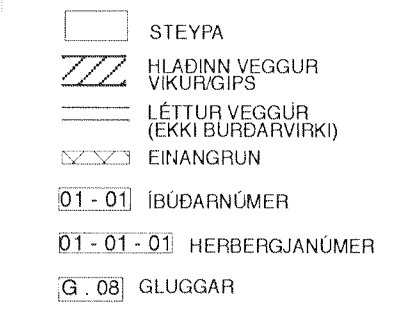 STEYPA
HLAÐINN VEGGUR
VIKUR/GIPS
LÉTTUR VEGGUR
(EKKI BURÐARVIRKI)
EINANGRUN
01 - 01 ÍBÚÐARNÚMER
01 - 01 - 01 HERBERGJANÚMER
G . 08 GLUGGAR